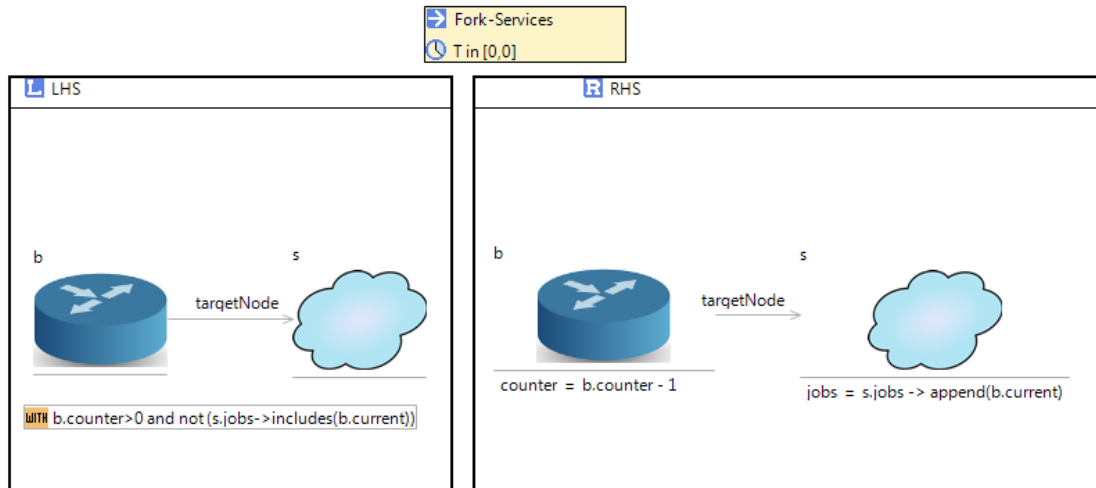 Fork-Services
T in [0,0]
L LHS
b
s
targetNode
WITH b.counter>0 and not (s.jobs->includes(b.current))
R RHS
b
s
targetNode
counter = b.counter - 1
jobs = s.jobs -> append(b.current)